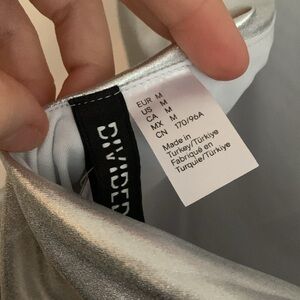 DIVIDED
EUR M
US M
CA M
MX M
CN 170/96A
Made in
Turkey/Türkiye
Fabriqué en
Turquie/Türkiye